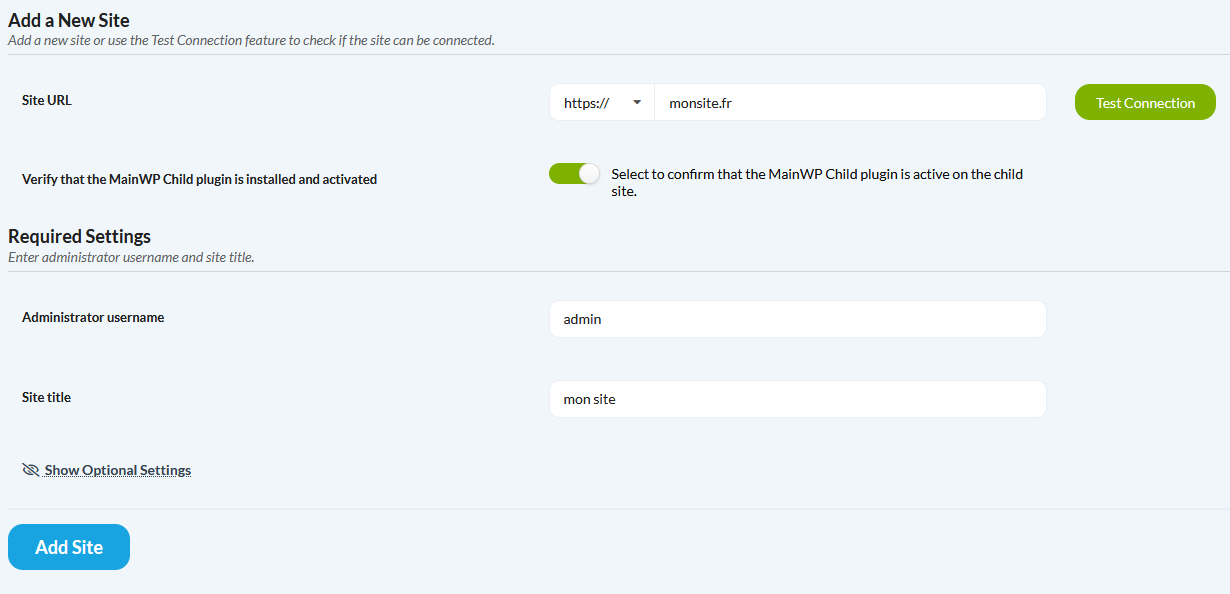 Add a New Site
Add a new site or use the Test Connection feature to check if the site can be connected.
Site URL
https://
monsite.fr
Test Connection
Verify that the MainWP Child plugin is installed and activated
Select to confirm that the MainWP Child plugin is active on the child
site.
Required Settings
Enter administrator username and site title.
Administrator username
admin
Site title
mon site
Show Optional Settings
Add Site